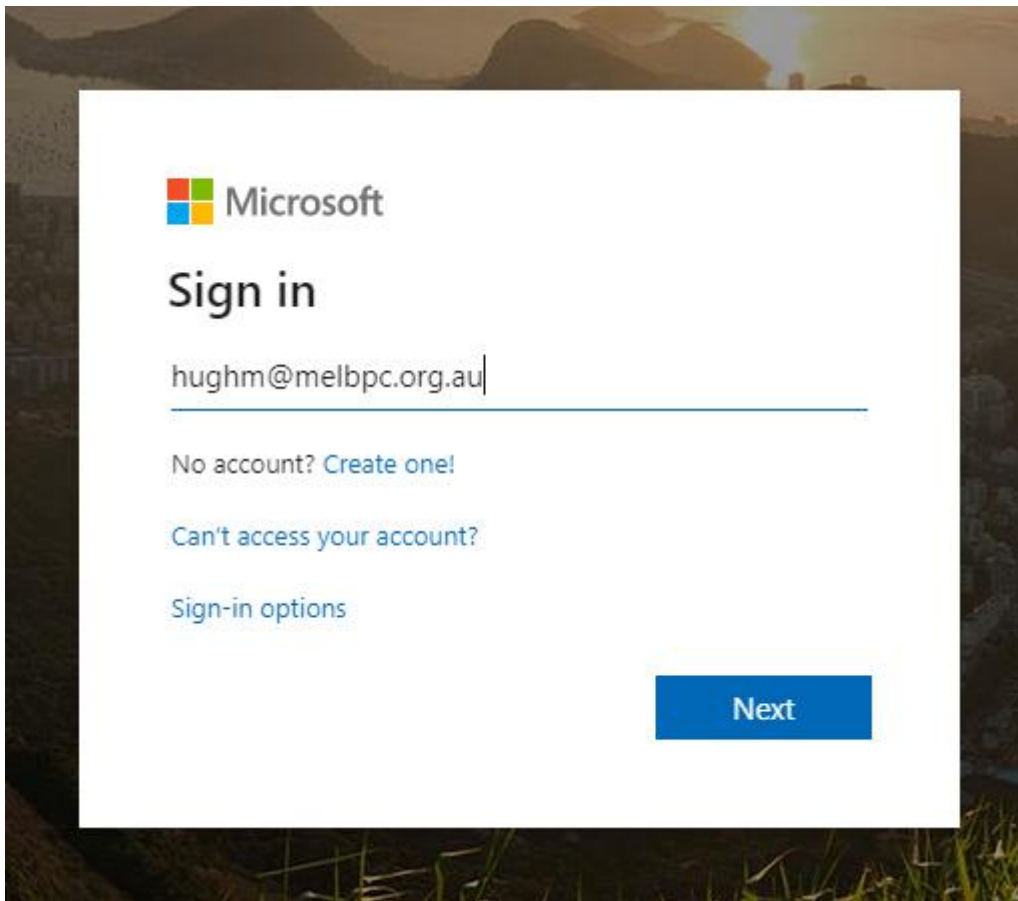 Microsoft
Sign in
hughm@melbpc.org.au
No account? Create one!
Can't access your account?
Sign-in options
Next